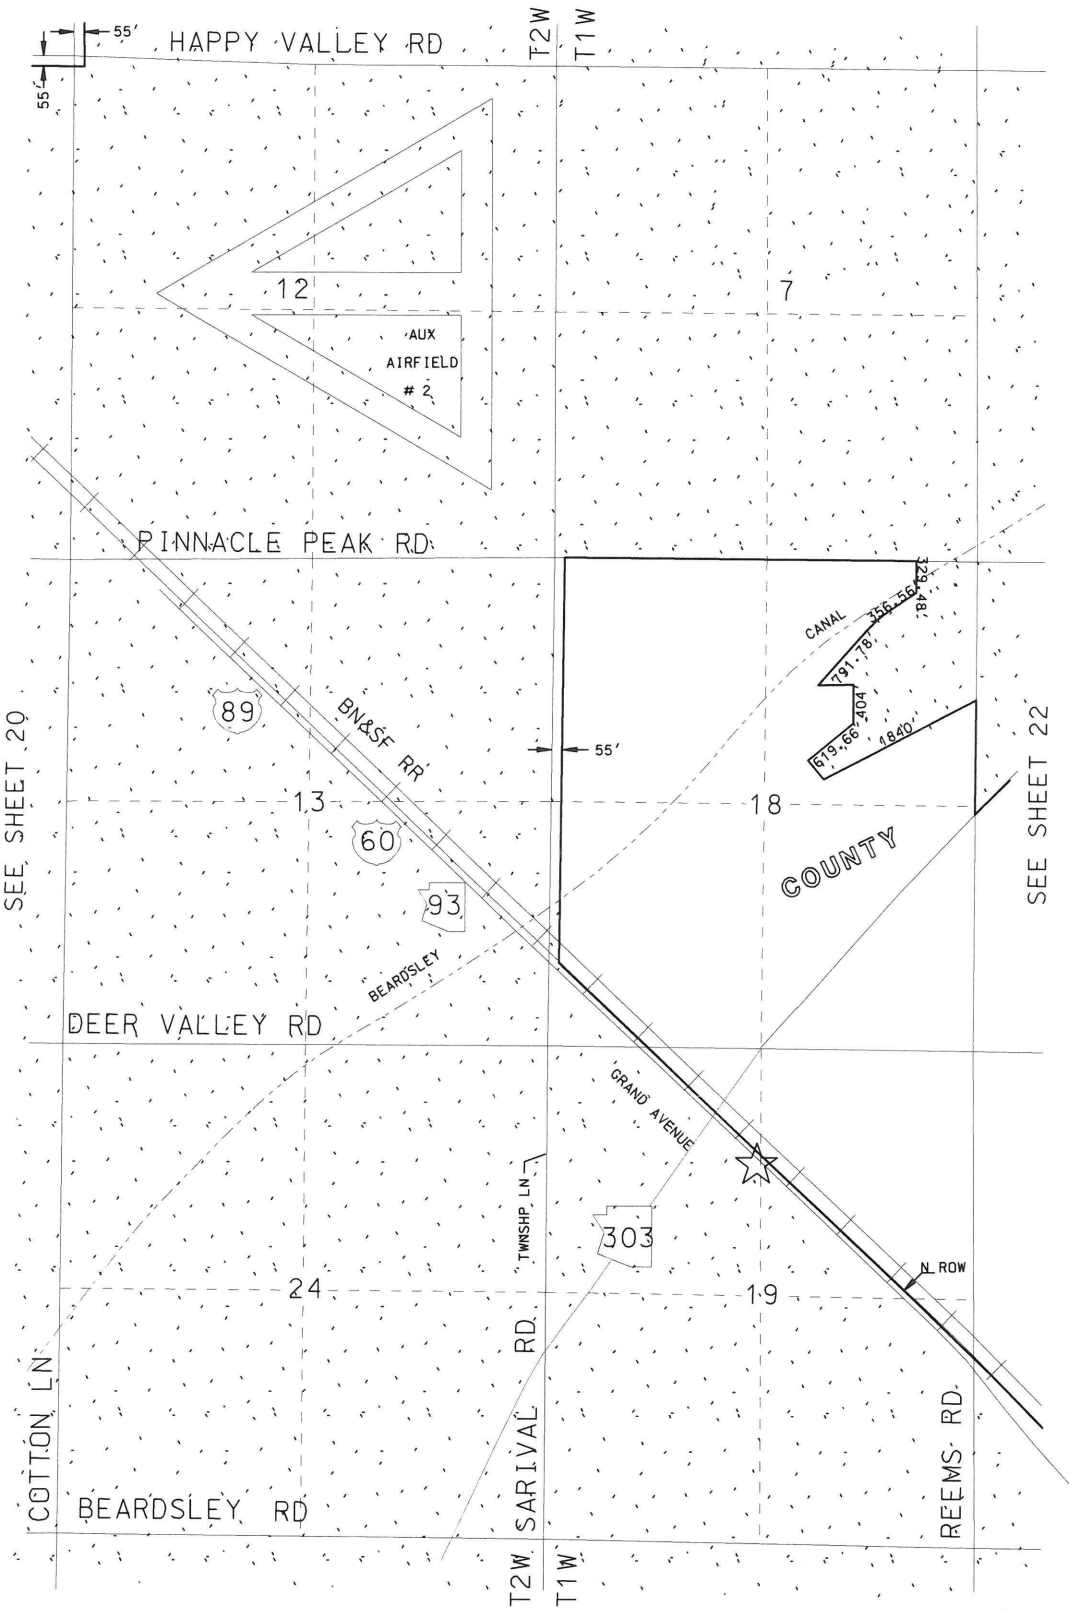 55'
HAPPY VALLEY RD
T2W
T1W
55'
12
7
AUX
AIRFIELD
# 2
PINNACLE PEAK RD
329.48'
356.56'
CANAL
791.78'
404'
619.66'
1840'
89
BN&SF RR
55'
SEE SHEET 20
SEE SHEET 22
13
18
60
COUNTY
93
BEARDSLEY
DEER VALLEY RD
GRAND AVENUE
TWNSHP LN
303
N ROW
24
19
COTTON LN
SARIVAL RD
REEMS RD
BEARDSLEY RD
T2W
T1W